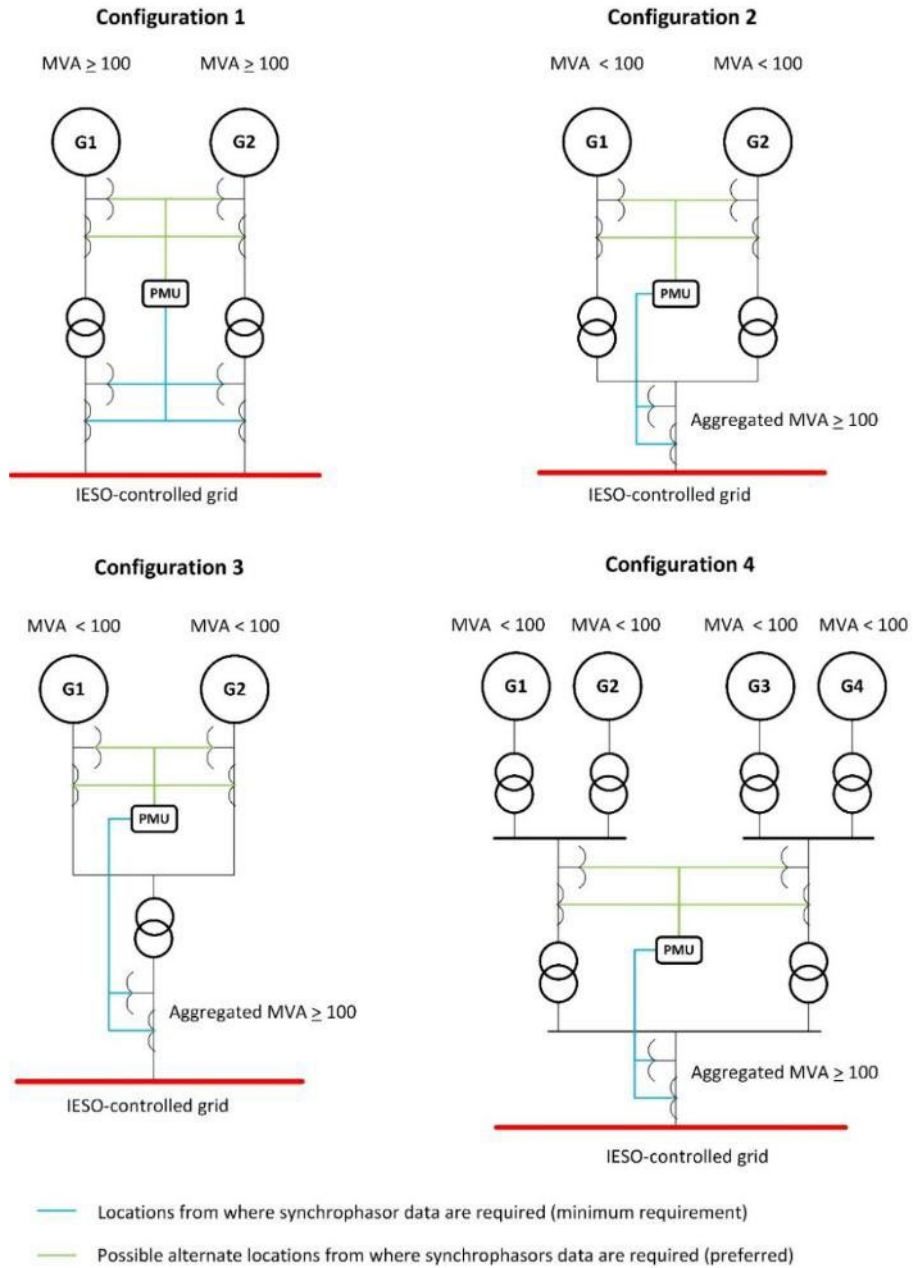 Configuration 1
MVA ≥ 100 MVA ≥ 100
G1 G2
PMU
IESO-controlled grid
Configuration 2
MVA < 100 MVA < 100
G1 G2
PMU
Aggregated MVA ≥ 100
IESO-controlled grid
Configuration 3
MVA < 100 MVA < 100
G1 G2
PMU
Aggregated MVA ≥ 100
IESO-controlled grid
Configuration 4
MVA < 100 MVA < 100 MVA < 100 MVA < 100
G1 G2 G3 G4
PMU
Aggregated MVA ≥ 100
IESO-controlled grid
Locations from where synchrophasor data are required (minimum requirement)
Possible alternate locations from where synchrophasors data are required (preferred)